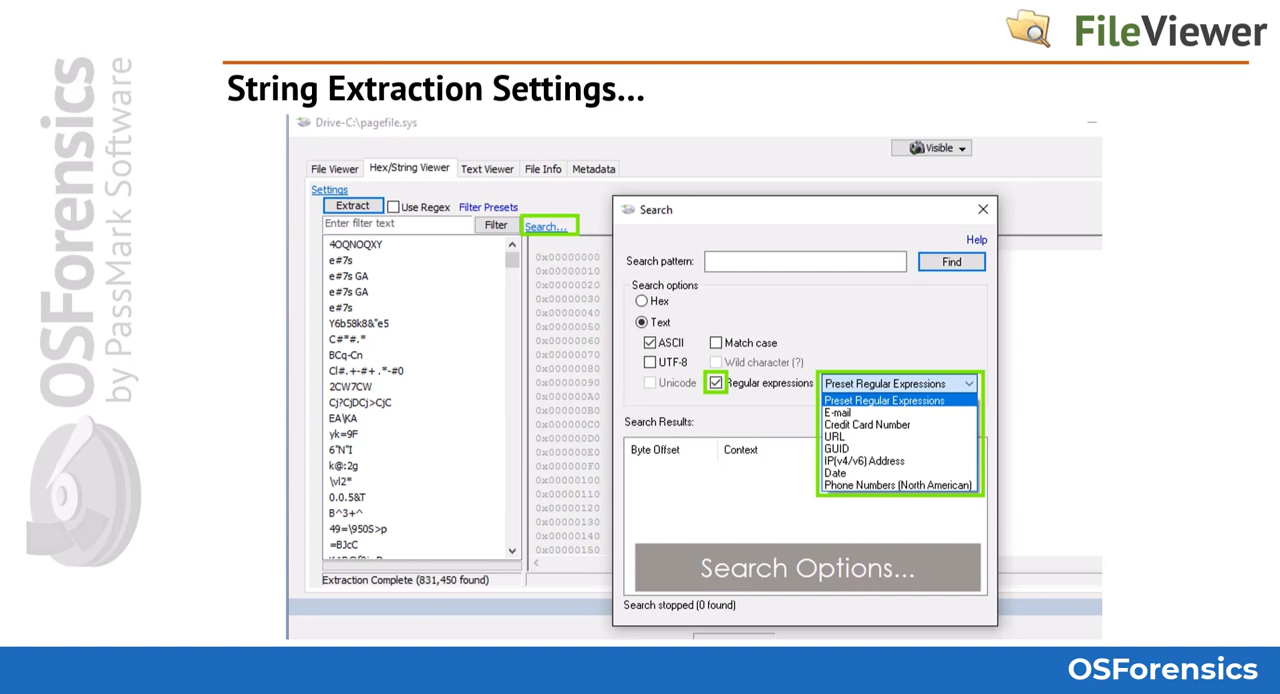 FileViewer
OSForensics
by PassMark Software
String Extraction Settings...
Drive-C:\pagefile.sys
Visible
File Viewer
Hex/String Viewer
Text Viewer
File Info
Metadata
Settings
Extract
Use Regex
Filter Presets
Enter filter text
Filter
Search...
4OQNOQXY
e#7s
e#7s GA
e#7s GA
e#7s
Y6b58k8&"e5
C#*#.*
BCq-Cn
Cl#.+-#+ .*-#0
2CW7CW
Cj?CjDCj>CjC
EA\KA
yk=9F
6"N"I
k@:2g
\vl2*
0.0.5&T
B^3+^
49=\950S>p
=BJcC
Extraction Complete (831,450 found)
0x00000000
0x00000010
0x00000020
0x00000030
0x00000040
0x00000050
0x00000060
0x00000070
0x00000080
0x00000090
0x000000A0
0x000000B0
0x000000C0
0x000000D0
0x000000E0
0x000000F0
0x00000100
0x00000110
0x00000120
0x00000130
0x00000140
0x00000150
Search
Help
Search pattern:
Find
Search options
Hex
Text
ASCII
Match case
UTF-8
Wild character (?)
Unicode
Regular expressions
Preset Regular Expressions
Preset Regular Expressions
E-mail
Credit Card Number
URL
GUID
IP(v4/v6) Address
Date
Phone Numbers (North American)
Search Results:
Byte Offset
Context
Search Options...
Search stopped (0 found)
OSForensics